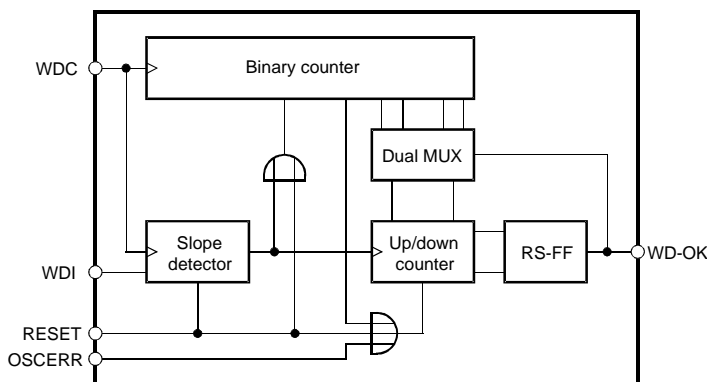 WDC
Binary counter
Dual MUX
Slope
detector
Up/down
counter
RS-FF
WD-OK
WDI
RESET
OSCERR